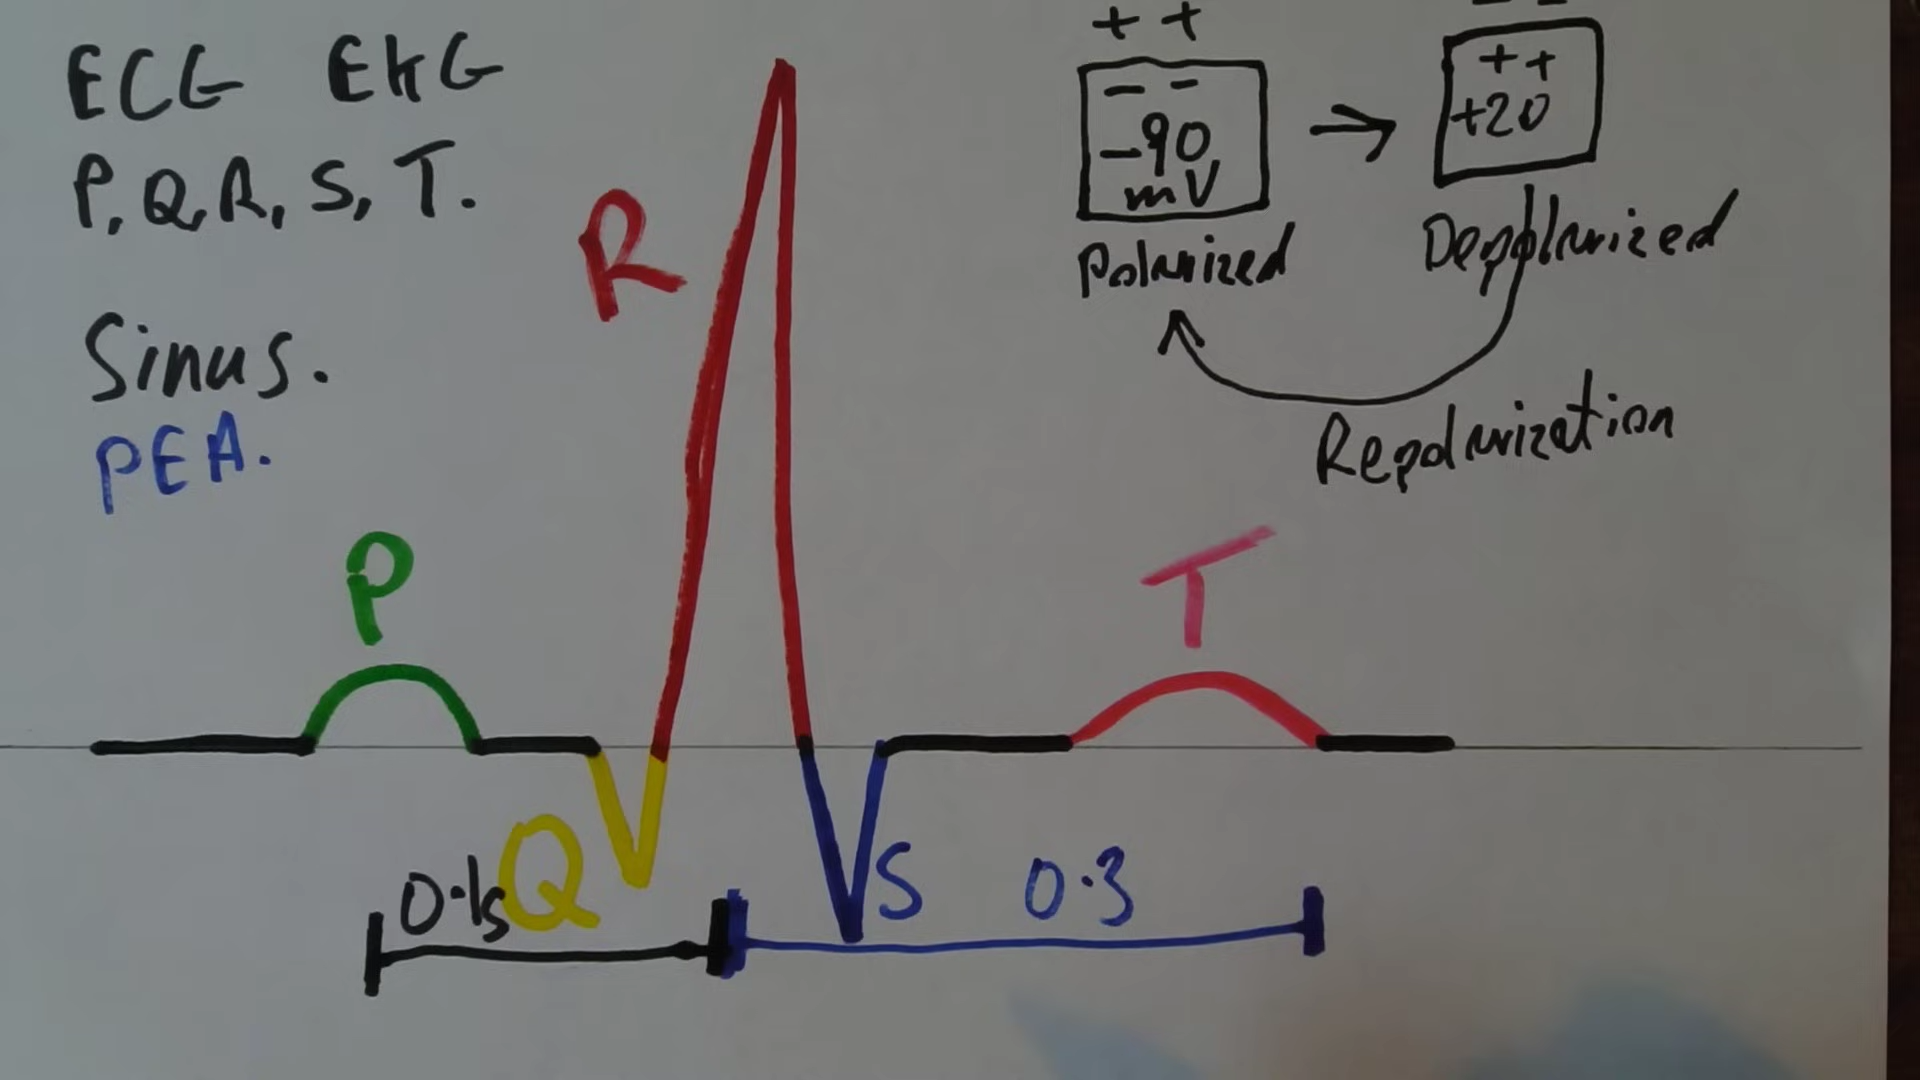 ECG EKG
P, Q, R, S, T.
Sinus.
PEA.
+ +
- -
-90
mV
Polarized
- -
+ +
+20
Depolarized
Repolarization
R
P
T
Q
S
0.1s
0.3